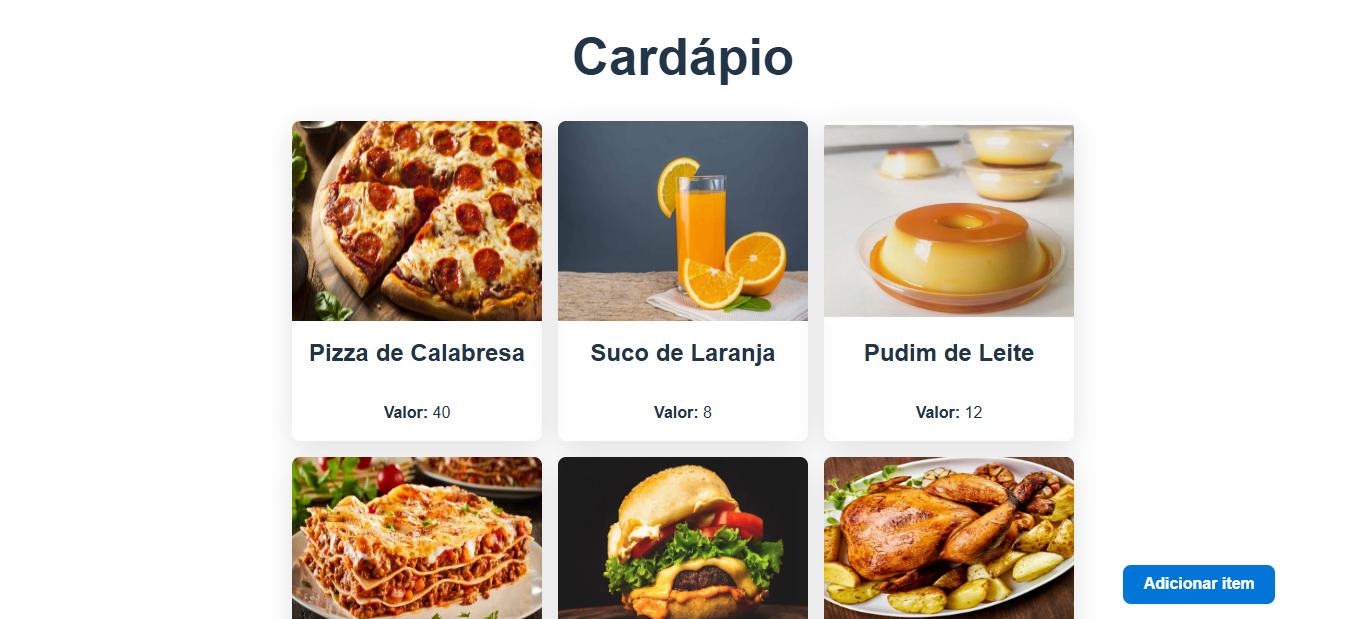 Cardápio
Pizza de Calabresa
Valor: 40
Suco de Laranja
Valor: 8
Pudim de Leite
Valor: 12
Adicionar item